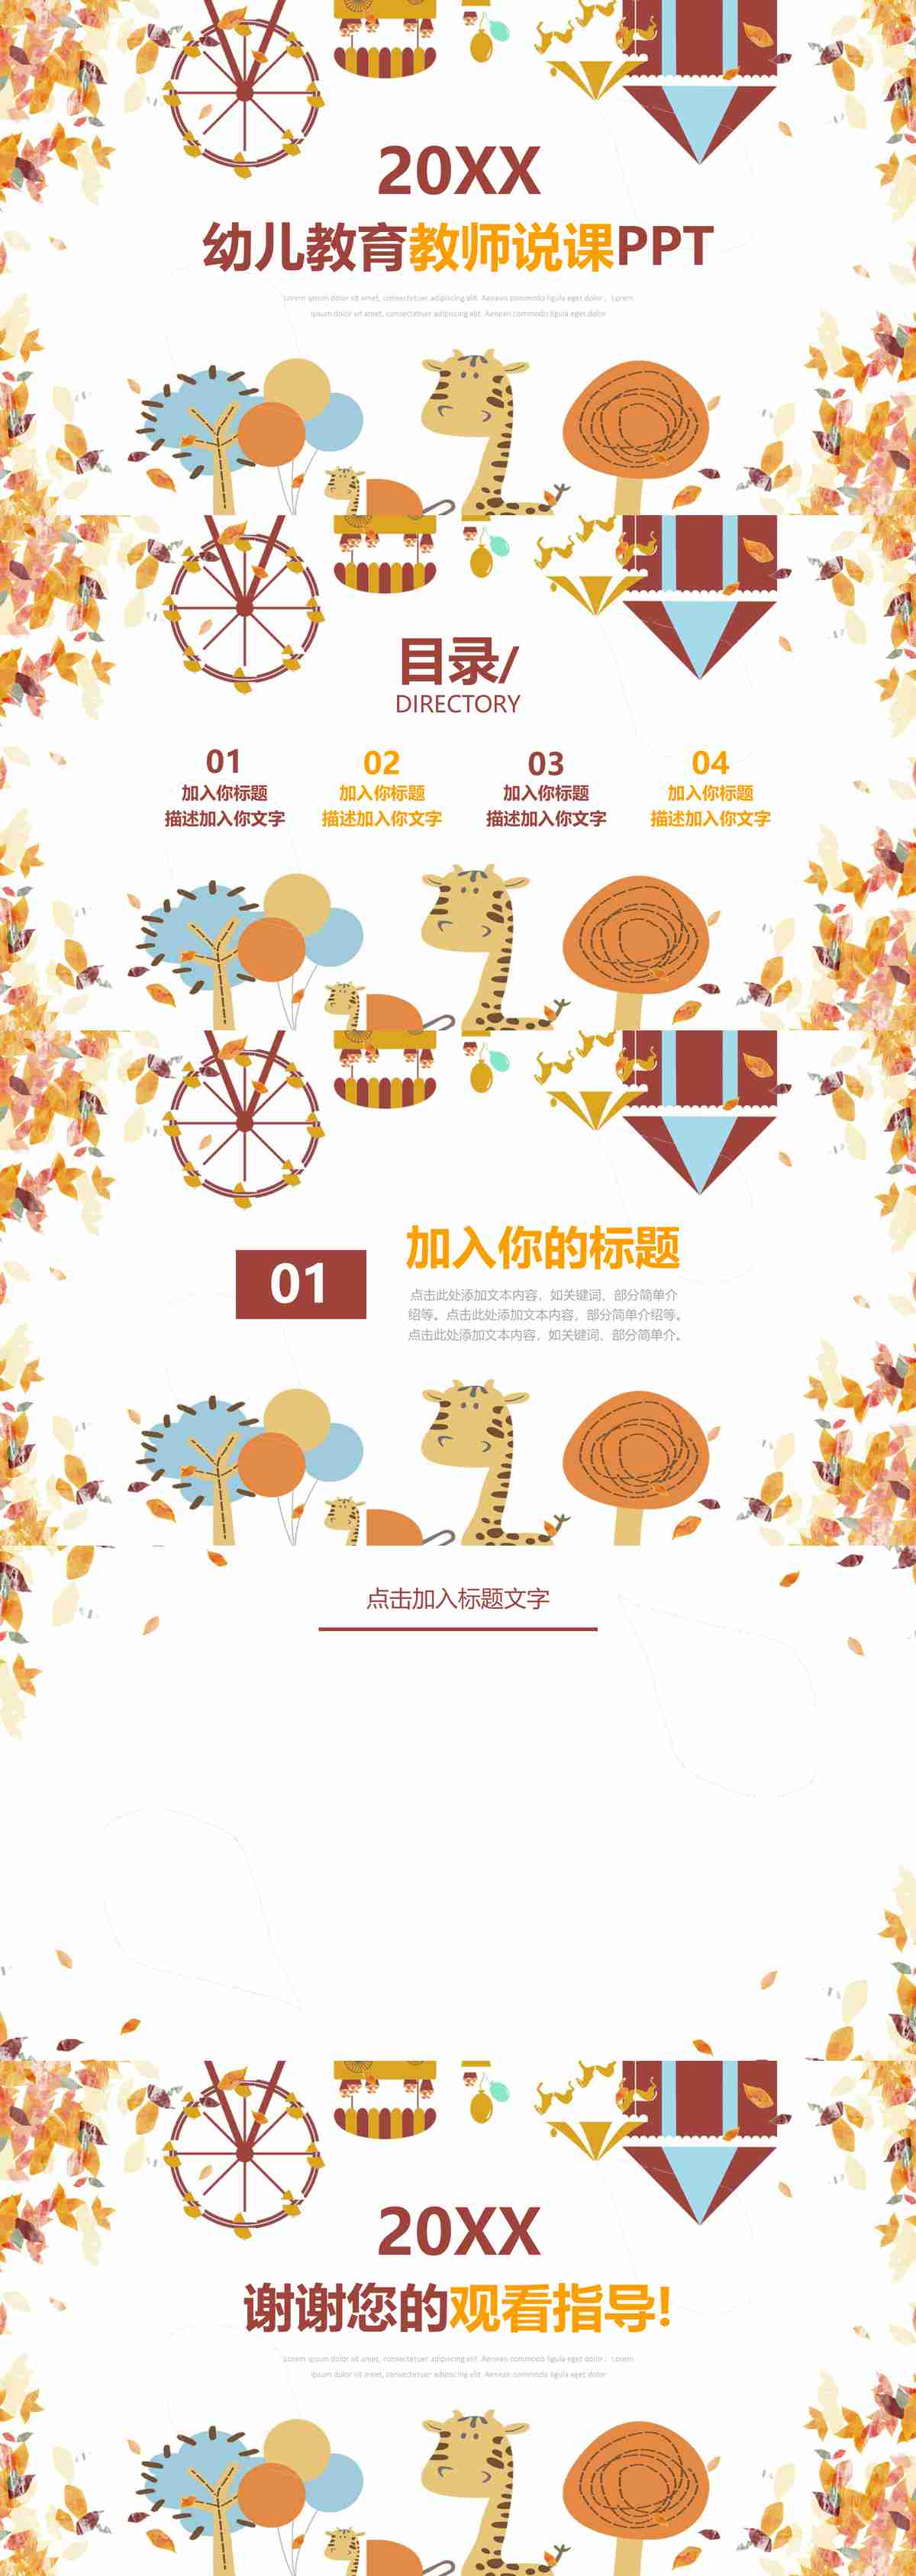 20XX
幼儿教育教师说课PPT
Lorem ipsum dolor sit amet, consectetuer adipiscing elit. Aenean commodo ligula eget dolor. Lorem
ipsum dolor sit amet, consectetuer adipiscing elit. Aenean commodo ligula eget dolor
目录/
DIRECTORY
01 02 03 04
加入你标题 加入你标题 加入你标题 加入你标题
描述加入你文字 描述加入你文字 描述加入你文字 描述加入你文字
加入你的标题
01
点击此处添加文本内容，如关键词、部分简单介
绍等。点击此处添加文本内容，部分简单介绍等。
点击此处添加文本内容，如关键词、部分简单介。
点击加入标题文字
20XX
谢谢您的观看指导!
Lorem ipsum dolor sit amet, consectetuer adipiscing elit. Aenean commodo ligula eget dolor. Lorem
ipsum dolor sit amet, consectetuer adipiscing elit. Aenean commodo ligula eget dolor